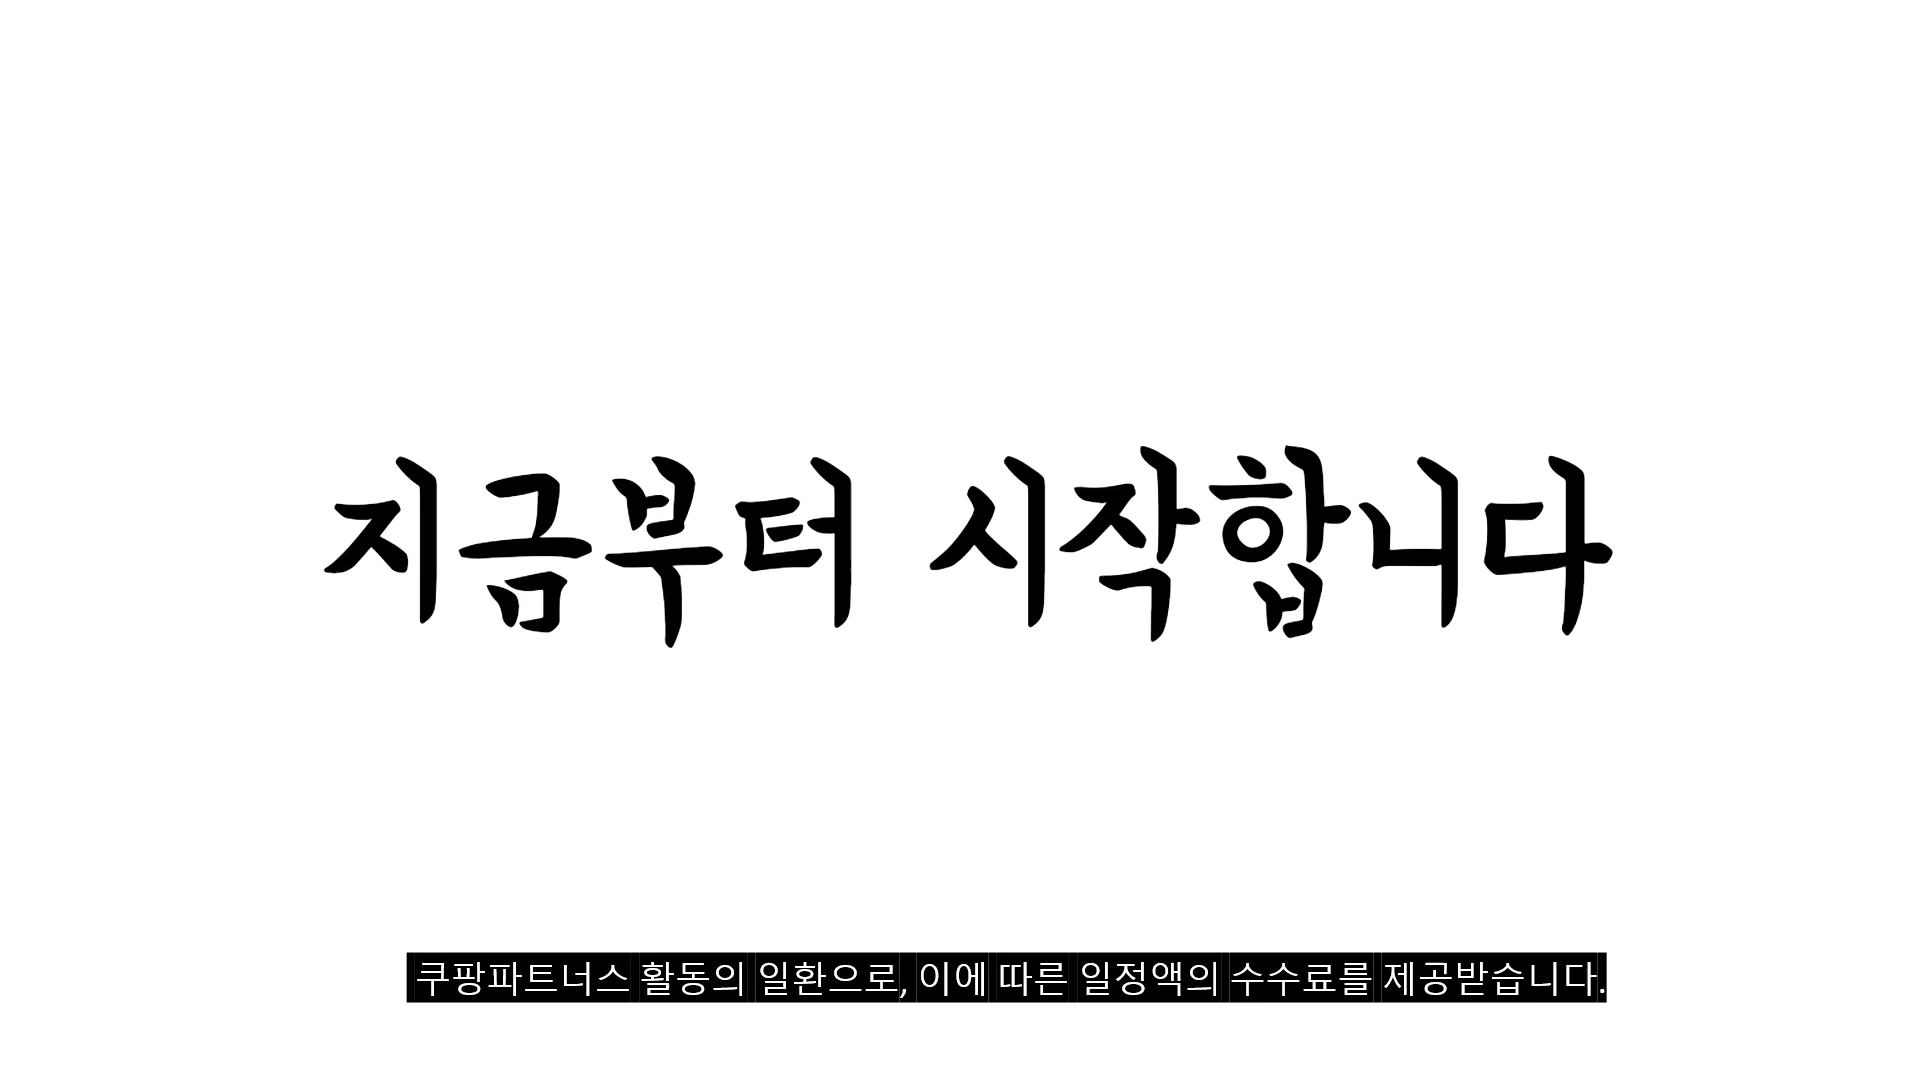 지금부터 시작합니다
쿠팡파트너스 활동의 일환으로, 이에 따른 일정액의 수수료를 제공받습니다.